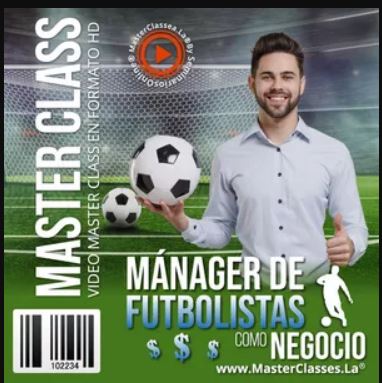 MasterClasses.La® By SeminariosOnline®
MASTER CLASS
VIDEO MASTER CLASS EN FORMATO HD
MÁNAGER DE
FUTBOLISTAS
COMO NEGOCIO
$ $ $
102234
www.MasterClasses.La®